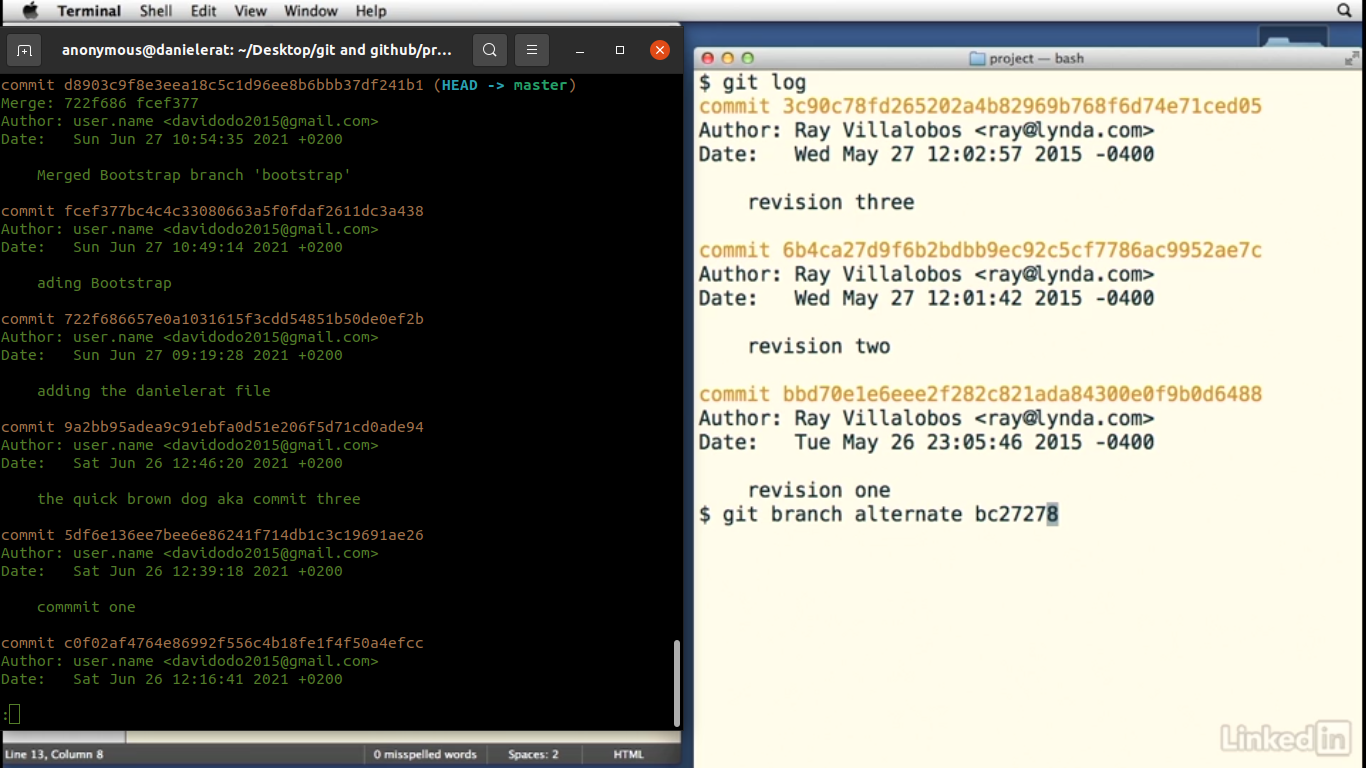 Terminal Shell Edit View Window Help
anonymous@danielerat: ~/Desktop/git and github/pr...
commit d8903c9f8e3eea18c5c1d96ee8b6bbb37df241b1 (HEAD -> master)
Merge: 722f686 fcef377
Author: user.name <davidodo2015@gmail.com>
Date:   Sun Jun 27 10:54:35 2021 +0200
Merged Bootstrap branch 'bootstrap'
commit fcef377bc4c4c33080663a5f0fdaf2611dc3a438
Author: user.name <davidodo2015@gmail.com>
Date:   Sun Jun 27 10:49:14 2021 +0200
ading Bootstrap
commit 722f686657e0a1031615f3cdd54851b50de0ef2b
Author: user.name <davidodo2015@gmail.com>
Date:   Sun Jun 27 09:19:28 2021 +0200
adding the danielerat file
commit 9a2bb95adea9c91ebfa0d51e206f5d71cd0ade94
Author: user.name <davidodo2015@gmail.com>
Date:   Sat Jun 26 12:46:20 2021 +0200
the quick brown dog aka commit three
commit 5df6e136ee7bee6e86241f714db1c3c19691ae26
Author: user.name <davidodo2015@gmail.com>
Date:   Sat Jun 26 12:39:18 2021 +0200
commmit one
commit c0f02af4764e86992f556c4b18fe1f4f50a4efcc
Author: user.name <davidodo2015@gmail.com>
Date:   Sat Jun 26 12:16:41 2021 +0200
:
Line 13, Column 8
0 misspelled words
Spaces: 2
HTML
project — bash
$ git log
commit 3c90c78fd265202a4b82969b768f6d74e71ced05
Author: Ray Villalobos <ray@lynda.com>
Date:   Wed May 27 12:02:57 2015 -0400
revision three
commit 6b4ca27d9f6b2bdbb9ec92c5cf7786ac9952ae7c
Author: Ray Villalobos <ray@lynda.com>
Date:   Wed May 27 12:01:42 2015 -0400
revision two
commit bbd70e1e6eee2f282c821ada84300e0f9b0d6488
Author: Ray Villalobos <ray@lynda.com>
Date:   Tue May 26 23:05:46 2015 -0400
revision one
$ git branch alternate bc27278
LinkedIn